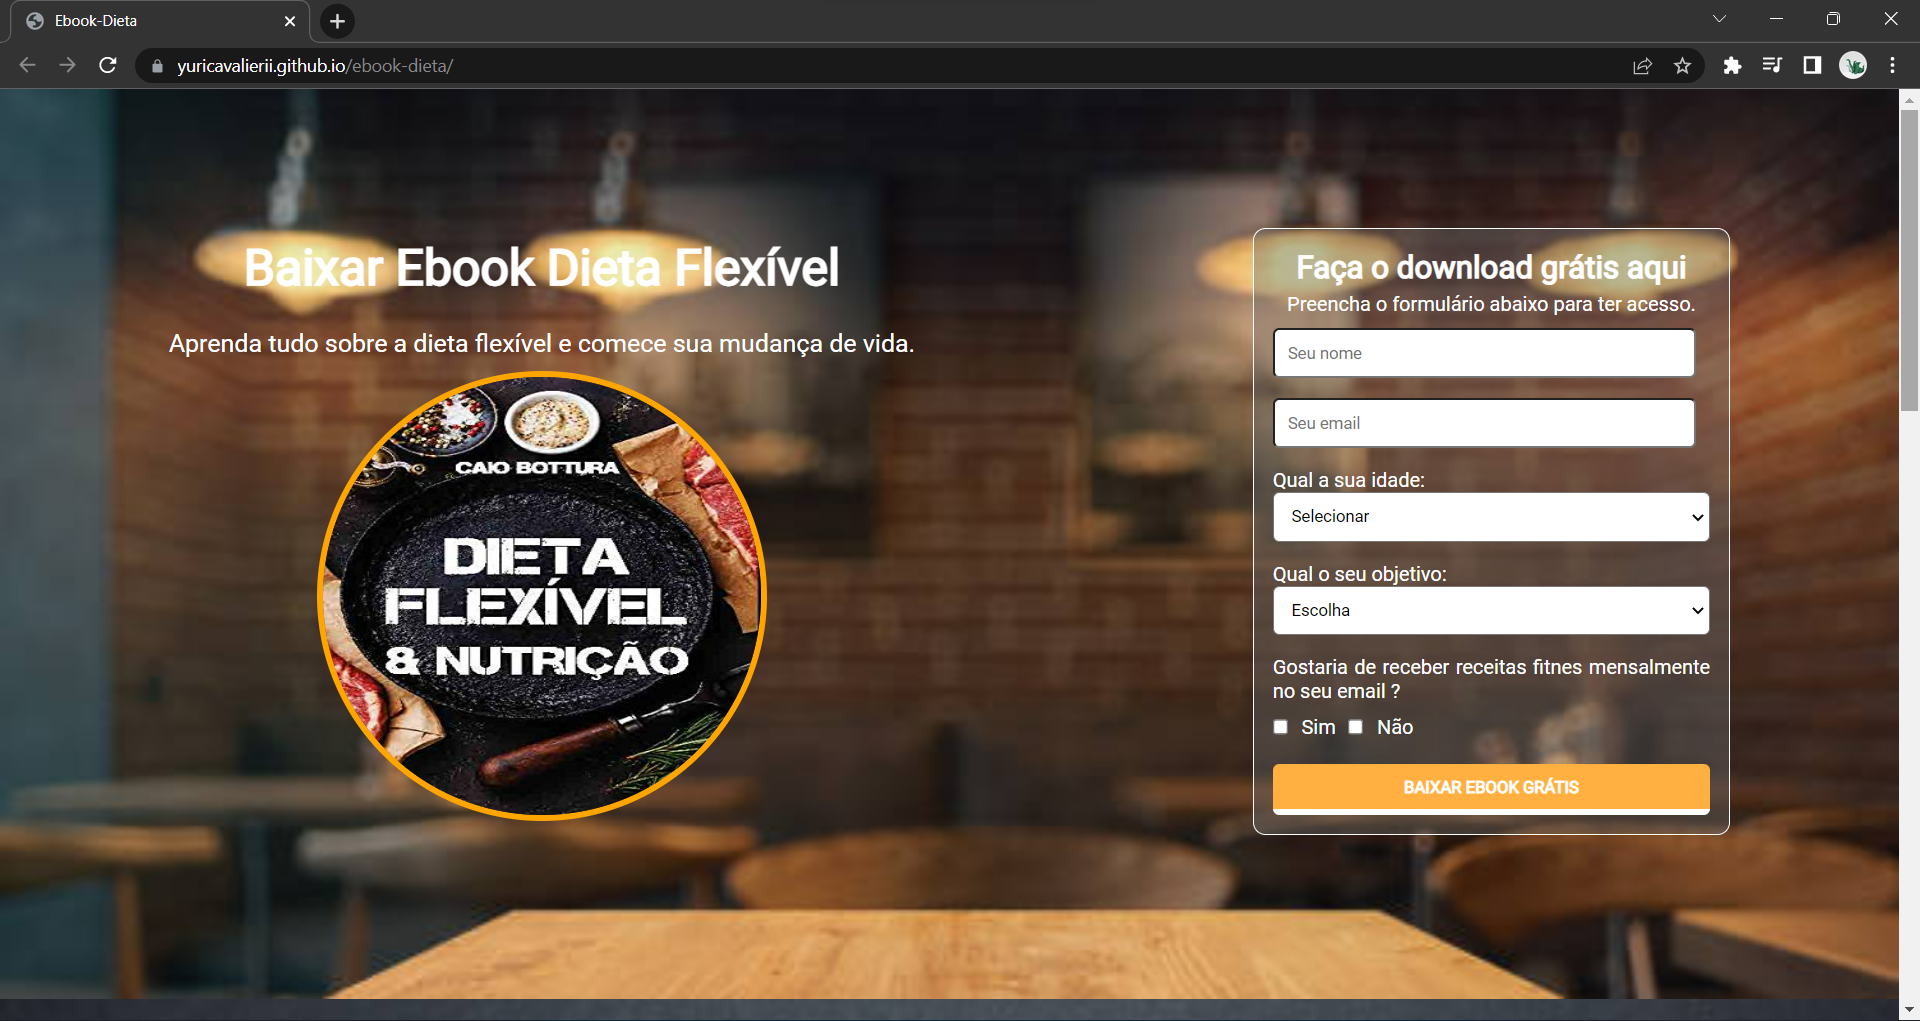 Ebook-Dieta
yuricavalierii.github.io/ebook-dieta/
Baixar Ebook Dieta Flexível
Aprenda tudo sobre a dieta flexível e comece sua mudança de vida.
CAIO BOTTURA
DIETA
FLEXÍVEL
& NUTRIÇÃO
Faça o download grátis aqui
Preencha o formulário abaixo para ter acesso.
Seu nome
Seu email
Qual a sua idade:
Selecionar
Qual o seu objetivo:
Escolha
Gostaria de receber receitas fitnes mensalmente
no seu email ?
Sim Não
BAIXAR EBOOK GRÁTIS